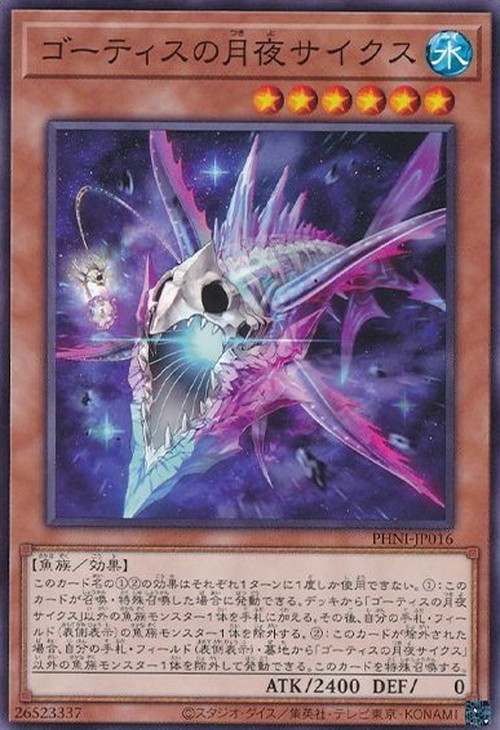 ゴーティスの月夜サイクス
水
PHNI-JP016
【魚族／効果】
このカード名の①②の効果はそれぞれ１ターンに１度しか使用できない。①：この
カードが召喚・特殊召喚した場合に発動できる。デッキから「ゴーティスの月夜
サイクス」以外の魚族モンスター１体を手札に加える。その後、自分の手札・フィー
ルド（表側表示）の魚族モンスター１体を除外する。②：このカードが除外された
場合、自分の手札・フィールド（表側表示）・墓地から「ゴーティスの月夜サイクス」
以外の魚族モンスター１体を除外して発動できる。このカードを特殊召喚する。
ATK/2400 DEF/ 0
26523337 ©スタジオ・ダイス／集英社・テレビ東京・KONAMI